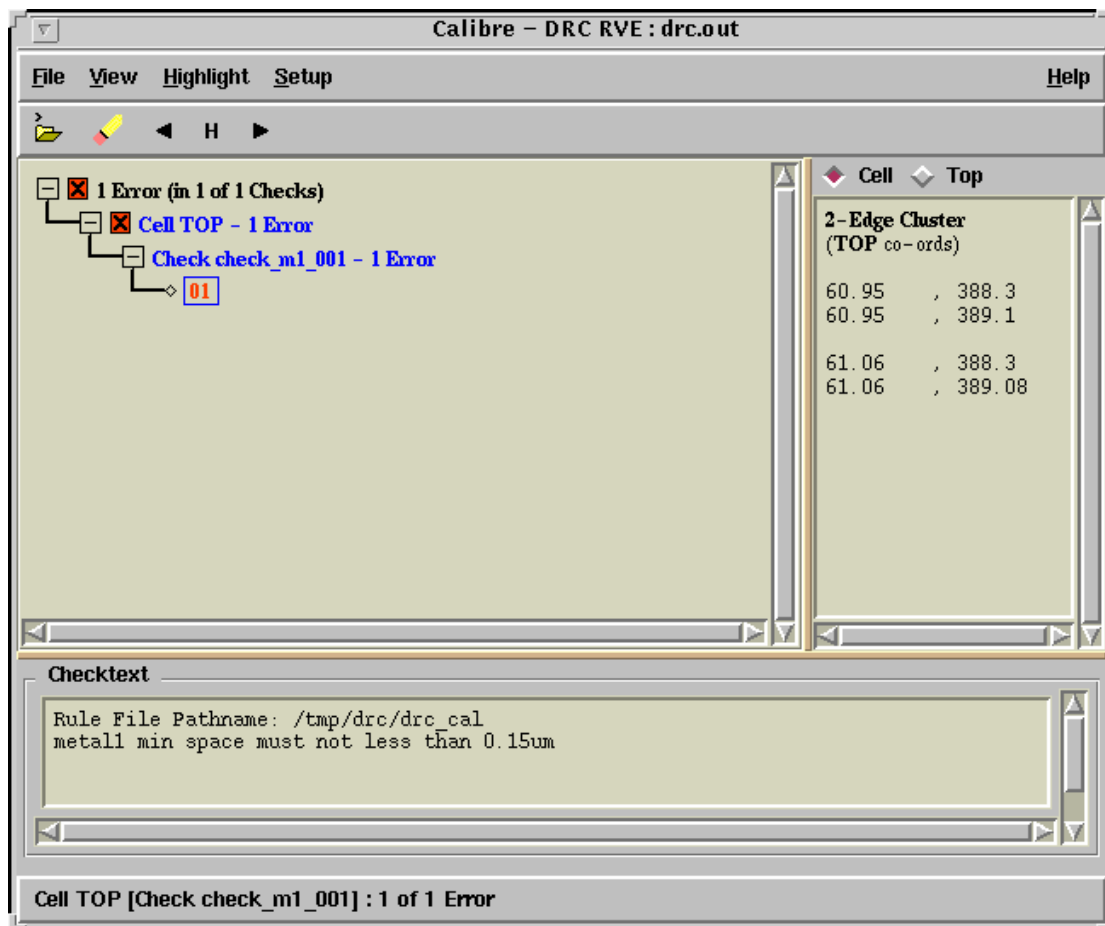 Calibre – DRC RVE : drc.out
File View Highlight Setup Help
H
1 Error (in 1 of 1 Checks)
Cell TOP – 1 Error
Check check_m1_001 – 1 Error
01
Cell Top
2-Edge Cluster
(TOP co-ords)
60.95 , 388.3
60.95 , 389.1
61.06 , 388.3
61.06 , 389.08
Checktext
Rule File Pathname: /tmp/drc/drc_cal
metal1 min space must not less than 0.15um
Cell TOP [Check check_m1_001] : 1 of 1 Error